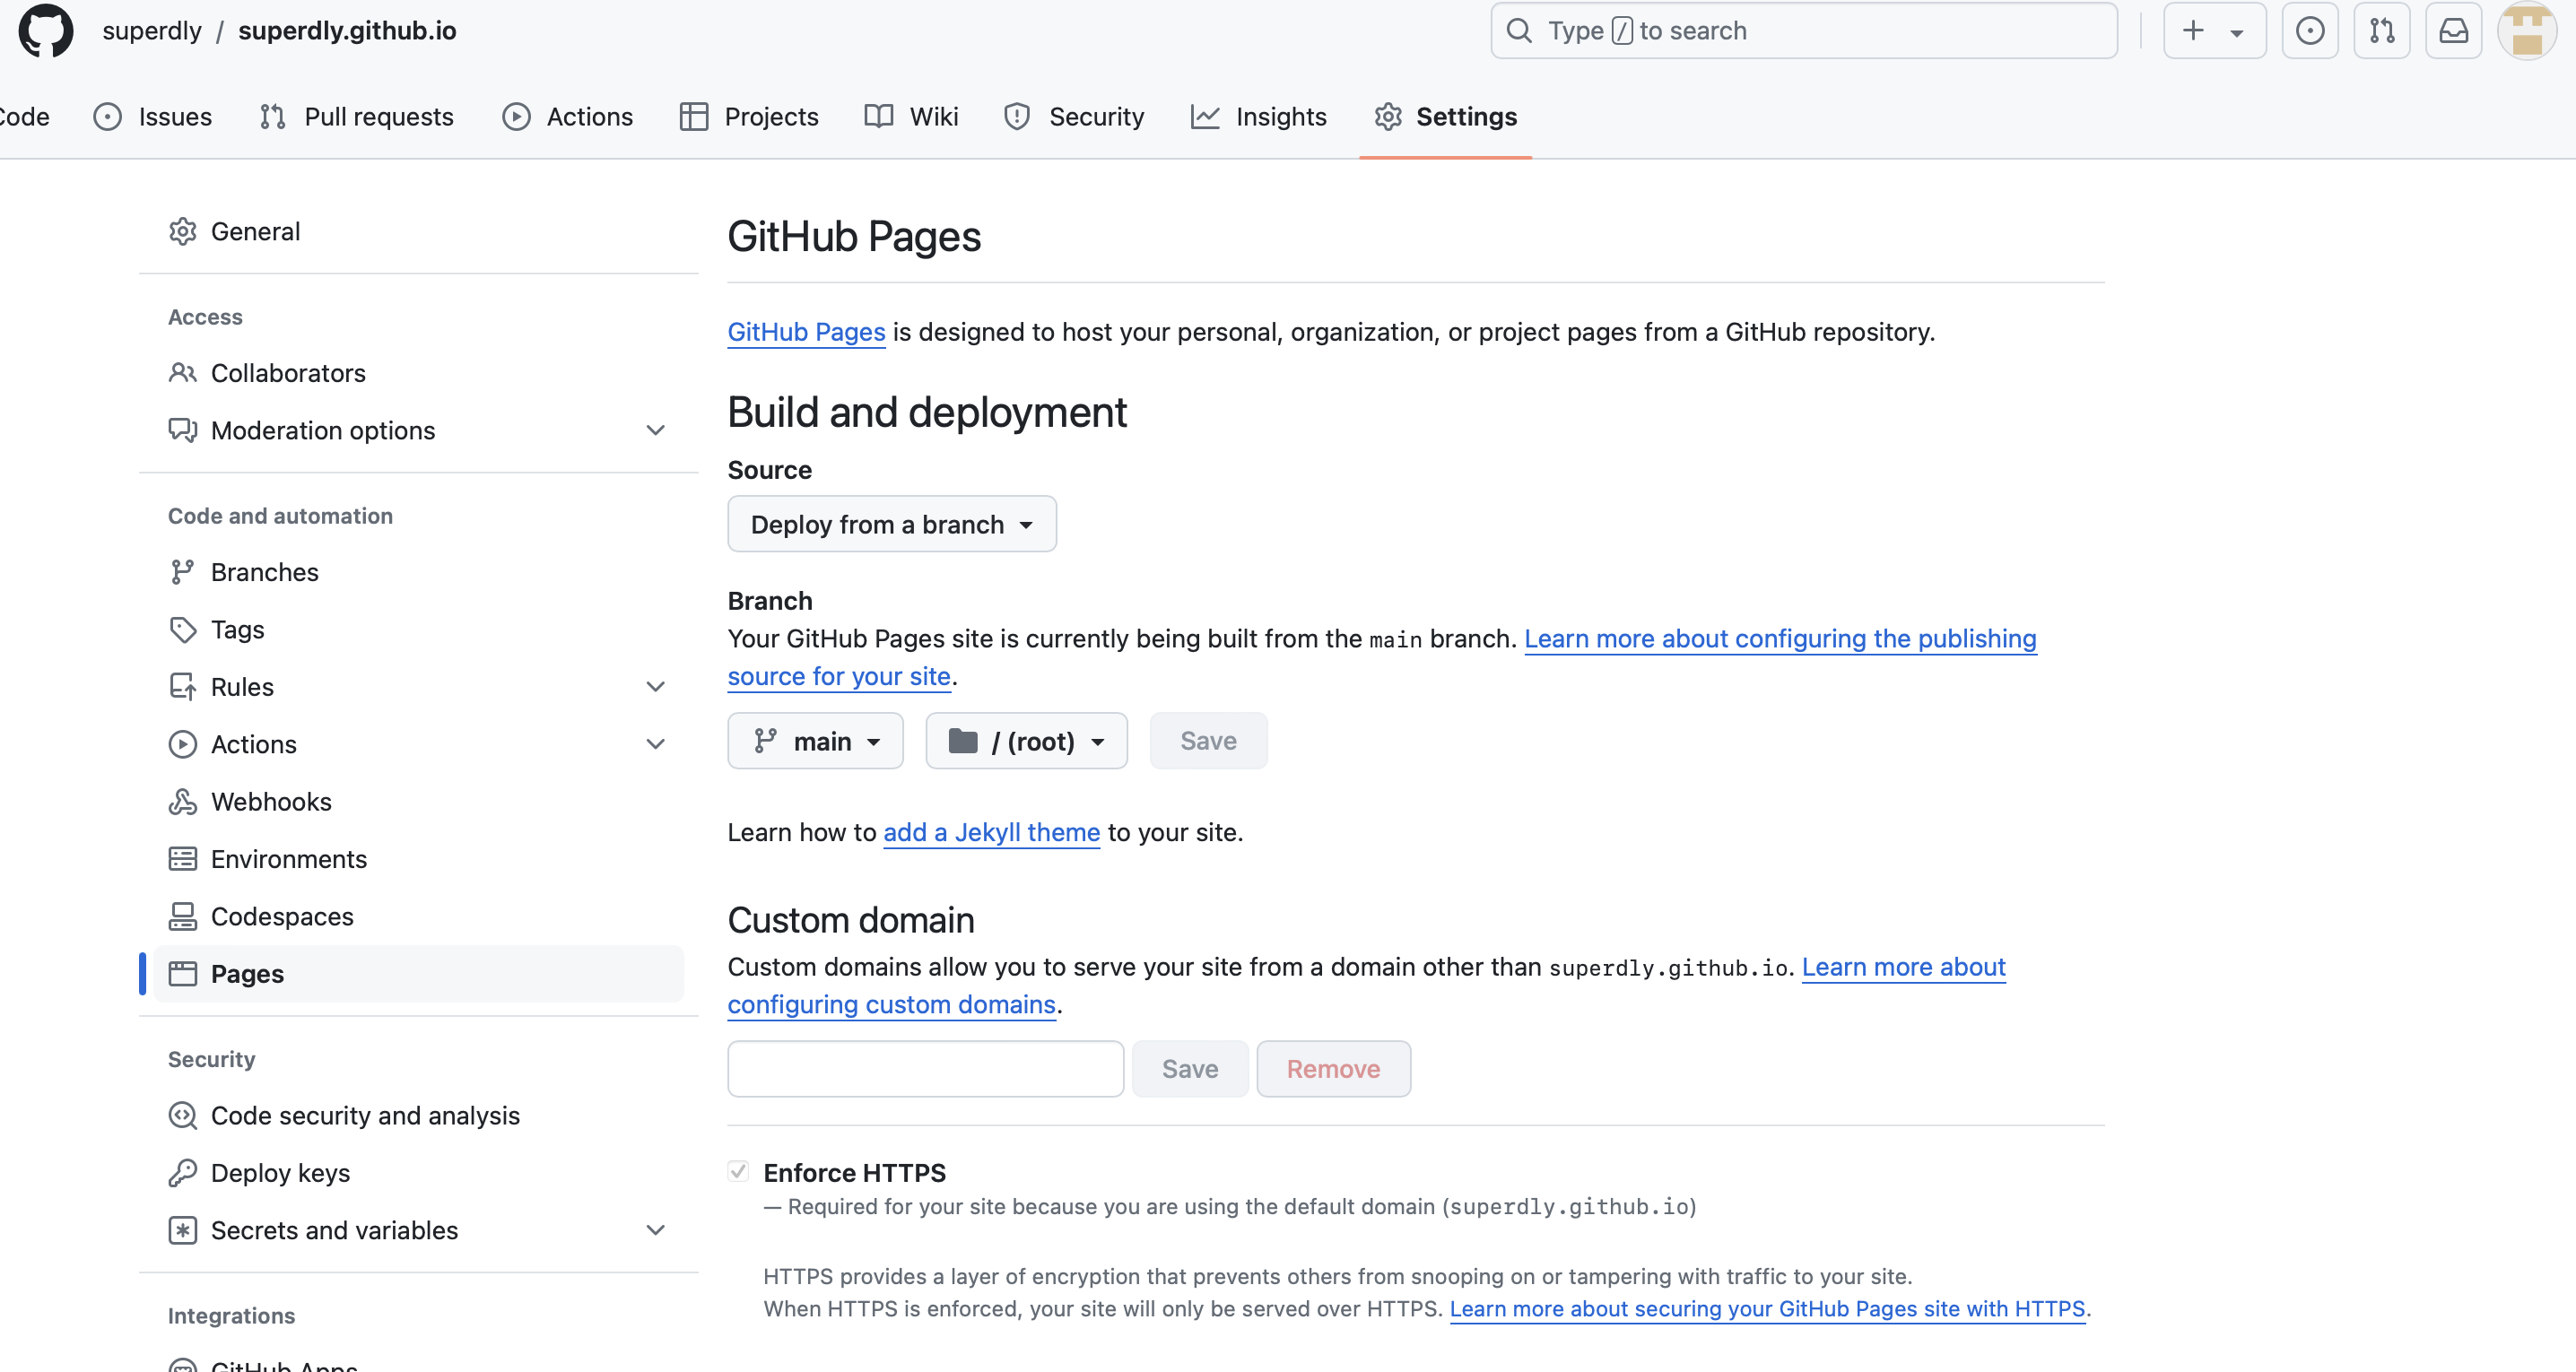 superdly / superdly.github.io
Type / to search
Code
Issues
Pull requests
Actions
Projects
Wiki
Security
Insights
Settings
General
Access
Collaborators
Moderation options
Code and automation
Branches
Tags
Rules
Actions
Webhooks
Environments
Codespaces
Pages
Security
Code security and analysis
Deploy keys
Secrets and variables
Integrations
GitHub Apps
GitHub Pages
GitHub Pages is designed to host your personal, organization, or project pages from a GitHub repository.
Build and deployment
Source
Deploy from a branch
Branch
Your GitHub Pages site is currently being built from the main branch. Learn more about configuring the publishing
source for your site.
main
/ (root)
Save
Learn how to add a Jekyll theme to your site.
Custom domain
Custom domains allow you to serve your site from a domain other than superdly.github.io. Learn more about
configuring custom domains.
Save
Remove
Enforce HTTPS
— Required for your site because you are using the default domain (superdly.github.io)
HTTPS provides a layer of encryption that prevents others from snooping on or tampering with traffic to your site.
When HTTPS is enforced, your site will only be served over HTTPS. Learn more about securing your GitHub Pages site with HTTPS.